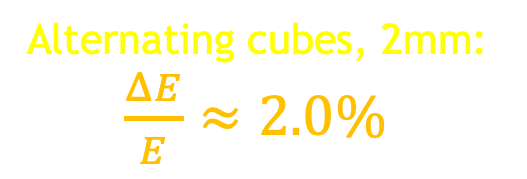 Alternating cubes, 2mm:
ΔE/E ≈ 2.0%